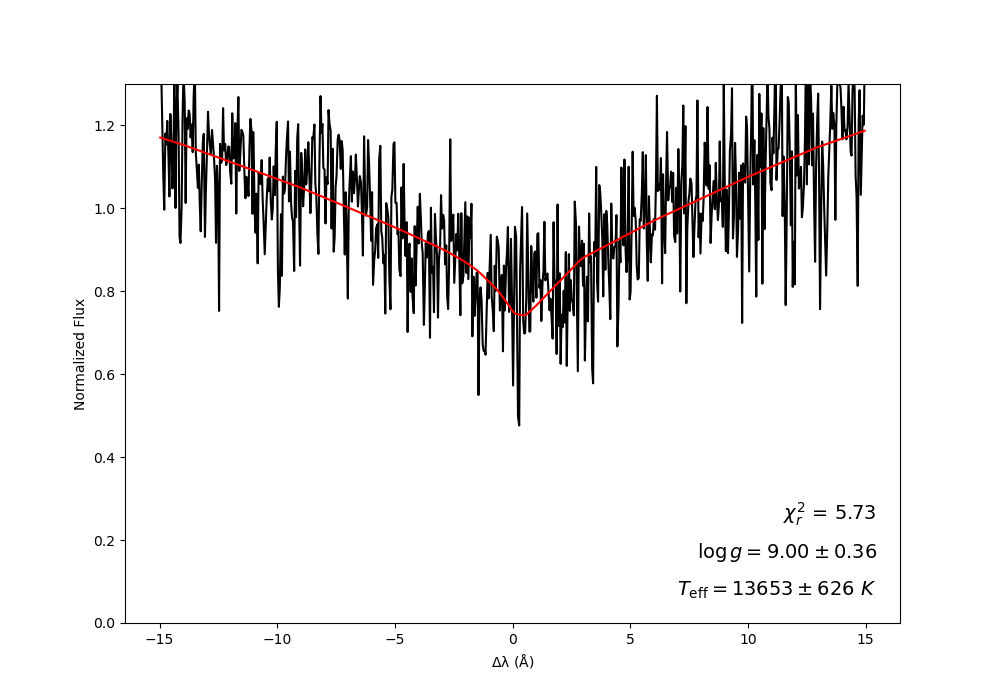 1.2
1.0
0.8
0.6
0.4
0.2
0.0
Normalized Flux
χ²ᵣ = 5.73
log g = 9.00 ± 0.36
T_eff = 13653 ± 626 K
−15 −10 −5 0 5 10 15
Δλ (Å)